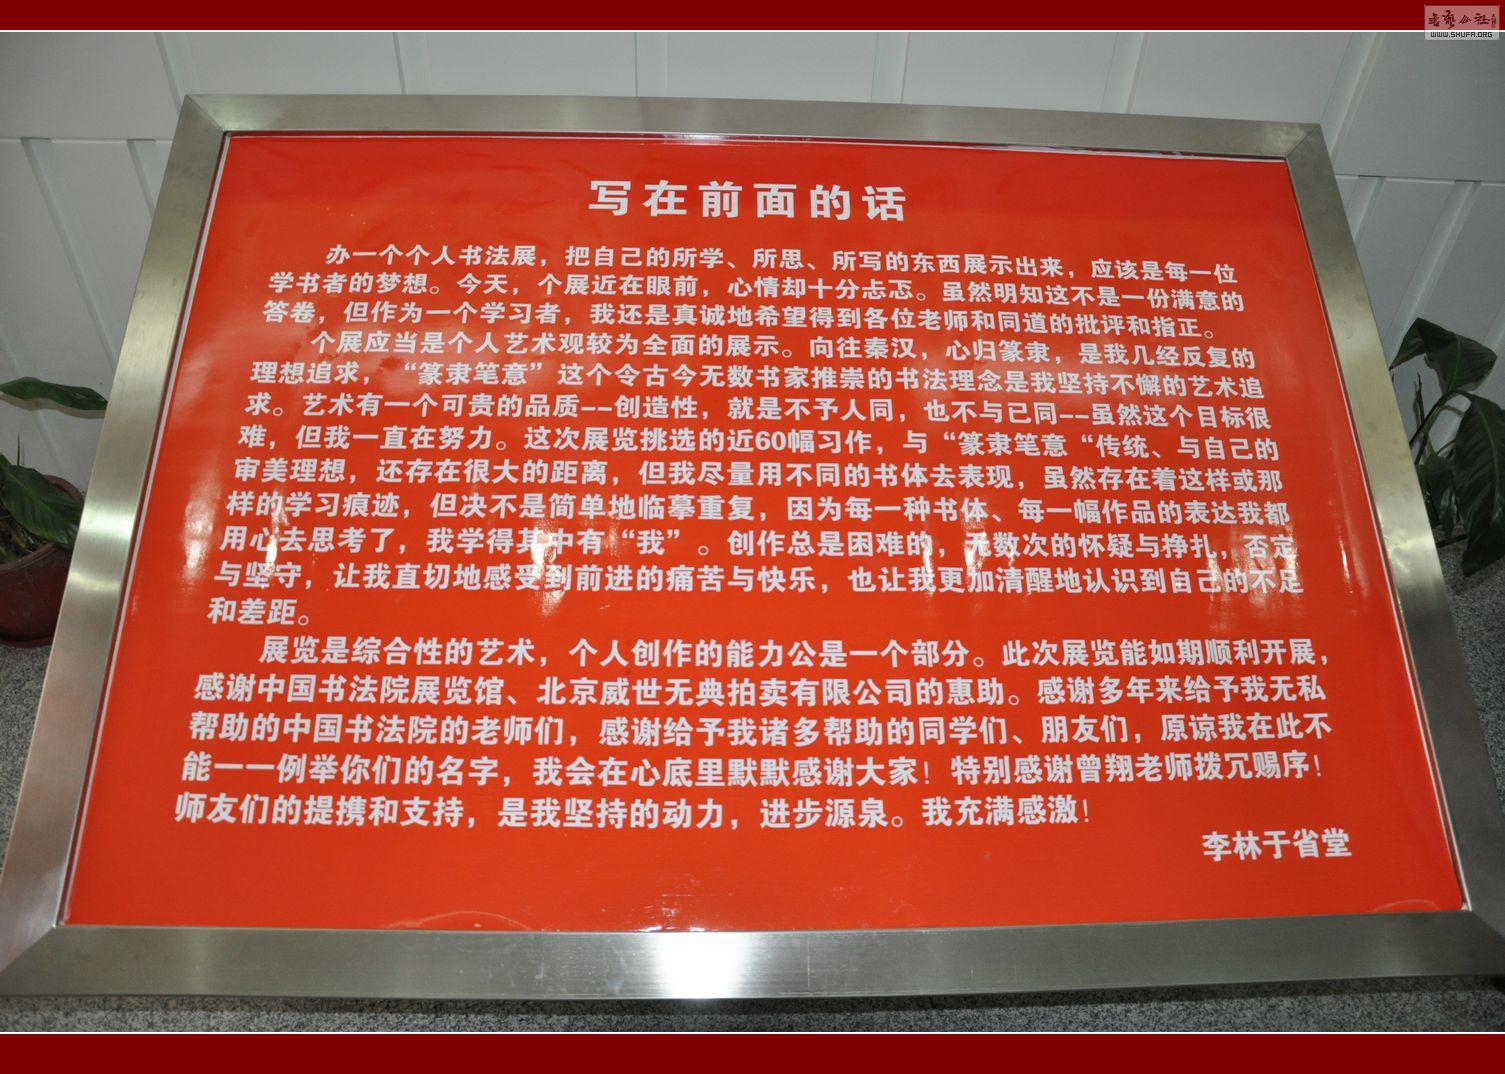 写在前面的话
办一个个人书法展，把自己的所学、所思、所写的东西展示出来，应该是每一位
学书者的梦想。今天，个展近在眼前，心情却十分忐忑。虽然明知这不是一份满意的
答卷，但作为一个学习者，我还是真诚地希望得到各位老师和同道的批评和指正。
个展应当是个人艺术观较为全面的展示。向往秦汉，心归篆隶，是我几经反复的
理想追求，“篆隶笔意”这个令古今无数书家推崇的书法理念是我坚持不懈的艺术追
求。艺术有一个可贵的品质--创造性，就是不予人同，也不与已同--虽然这个目标很
难，但我一直在努力。这次展览挑选的近60幅习作，与“篆隶笔意“传统、与自己的
审美理想，还存在很大的距离，但我尽量用不同的书体去表现，虽然存在着这样或那
样的学习痕迹，但决不是简单地临摹重复，因为每一种书体、每一幅作品的表达我都
用心去思考了，我学得其中有“我”。创作总是困难的，无数次的怀疑与挣扎，否定
与坚守，让我直切地感受到前进的痛苦与快乐，也让我更加清醒地认识到自己的不足
和差距。
展览是综合性的艺术，个人创作的能力公是一个部分。此次展览能如期顺利开展，
感谢中国书法院展览馆、北京威世无典拍卖有限公司的惠助。感谢多年来给予我无私
帮助的中国书法院的老师们，感谢给予我诸多帮助的同学们、朋友们，原谅我在此不
能一一例举你们的名字，我会在心底里默默感谢大家！特别感谢曾翔老师拨冗赐序！
师友们的提携和支持，是我坚持的动力，进步源泉。我充满感激！
李林于省堂
WWW.SHUFA.ORG